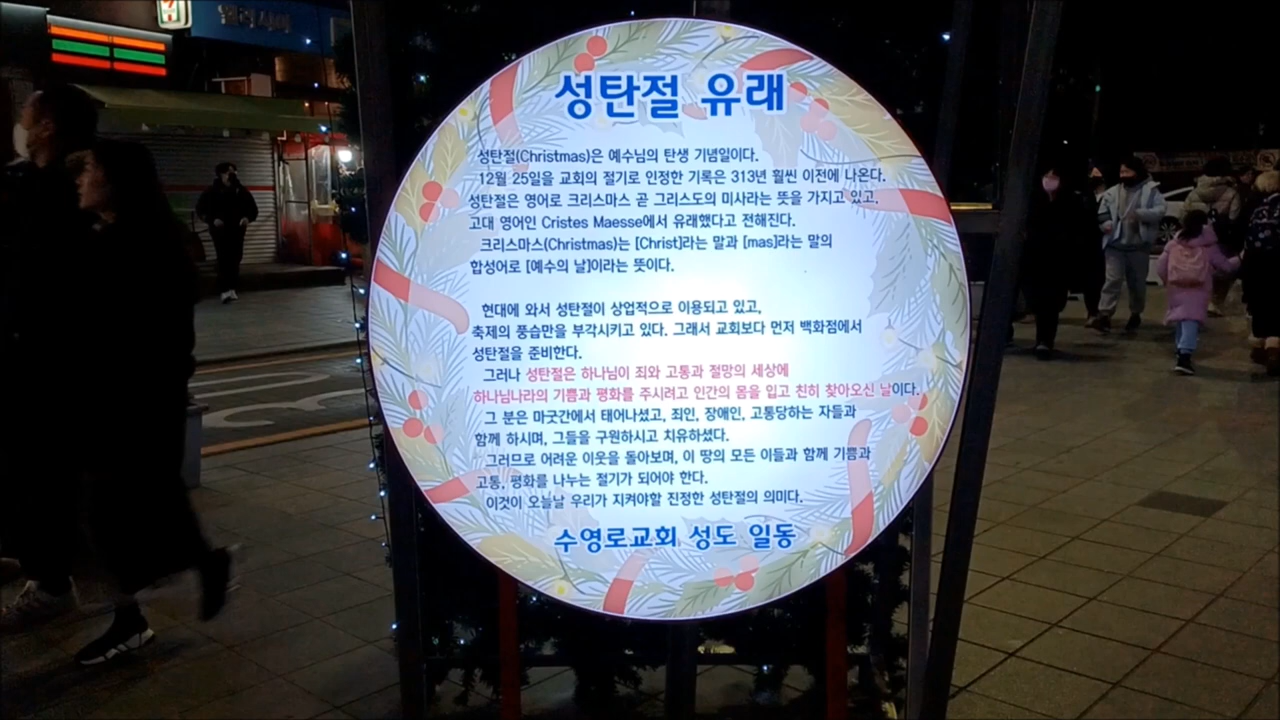 성탄절 유래
성탄절(Christmas)은 예수님의 탄생 기념일이다.
12월 25일을 교회의 절기로 인정한 기록은 313년 훨씬 이전에 나온다.
성탄절은 영어로 크리스마스 곧 그리스도의 미사라는 뜻을 가지고 있고,
고대 영어인 Cristes Maesse에서 유래했다고 전해진다.
크리스마스(Christmas)는 [Christ]라는 말과 [mas]라는 말의
합성어로 [예수의 날]이라는 뜻이다.
현대에 와서 성탄절이 상업적으로 이용되고 있고,
축제의 풍습만을 부각시키고 있다. 그래서 교회보다 먼저 백화점에서
성탄절을 준비한다.
그러나 성탄절은 하나님이 죄와 고통과 절망의 세상에
하나님나라의 기쁨과 평화를 주시려고 인간의 몸을 입고 친히 찾아오신 날이다.
그 분은 마굿간에서 태어나셨고, 죄인, 장애인, 고통당하는 자들과
함께 하시며, 그들을 구원하시고 치유하셨다.
그러므로 어려운 이웃을 돌아보며, 이 땅의 모든 이들과 함께 기쁨과
고통, 평화를 나누는 절기가 되어야 한다.
이것이 오늘날 우리가 지켜야할 진정한 성탄절의 의미다.
수영로교회 성도 일동